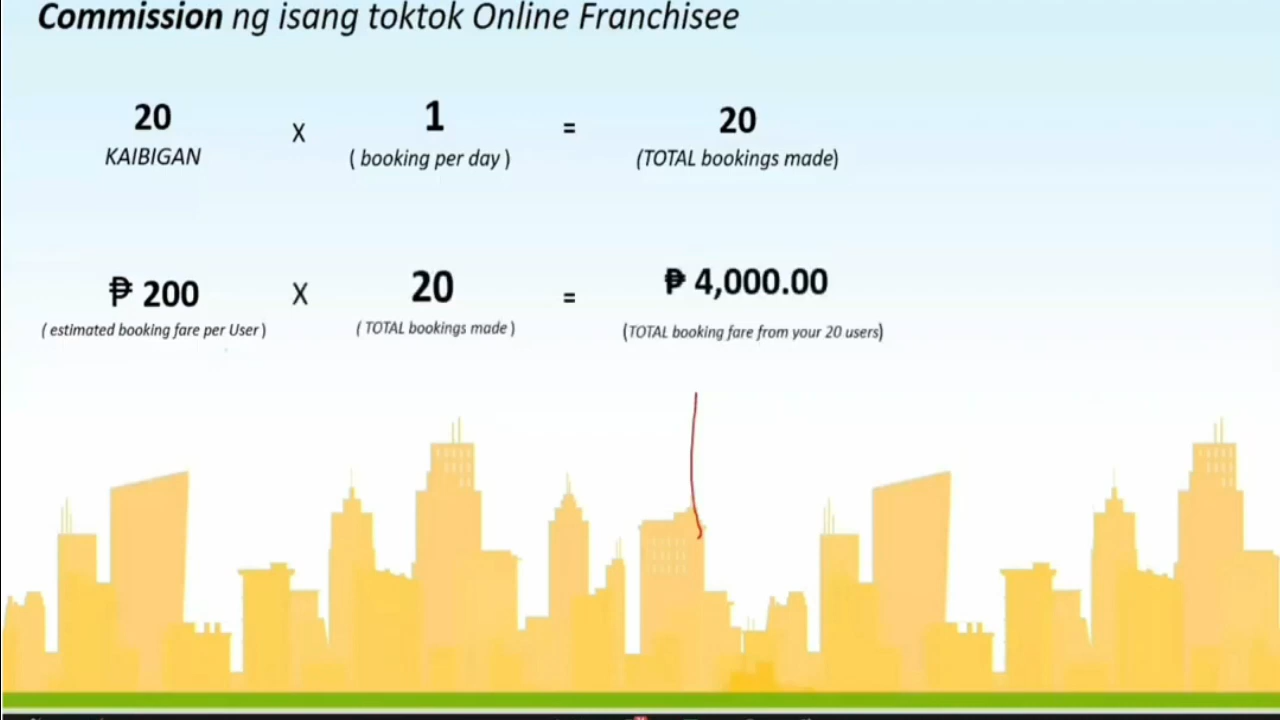 Commission ng isang toktok Online Franchisee
20 X 1 = 20
KAIBIGAN ( booking per day ) (TOTAL bookings made)
₱ 200 X 20 = ₱ 4,000.00
( estimated booking fare per User ) ( TOTAL bookings made ) (TOTAL booking fare from your 20 users)